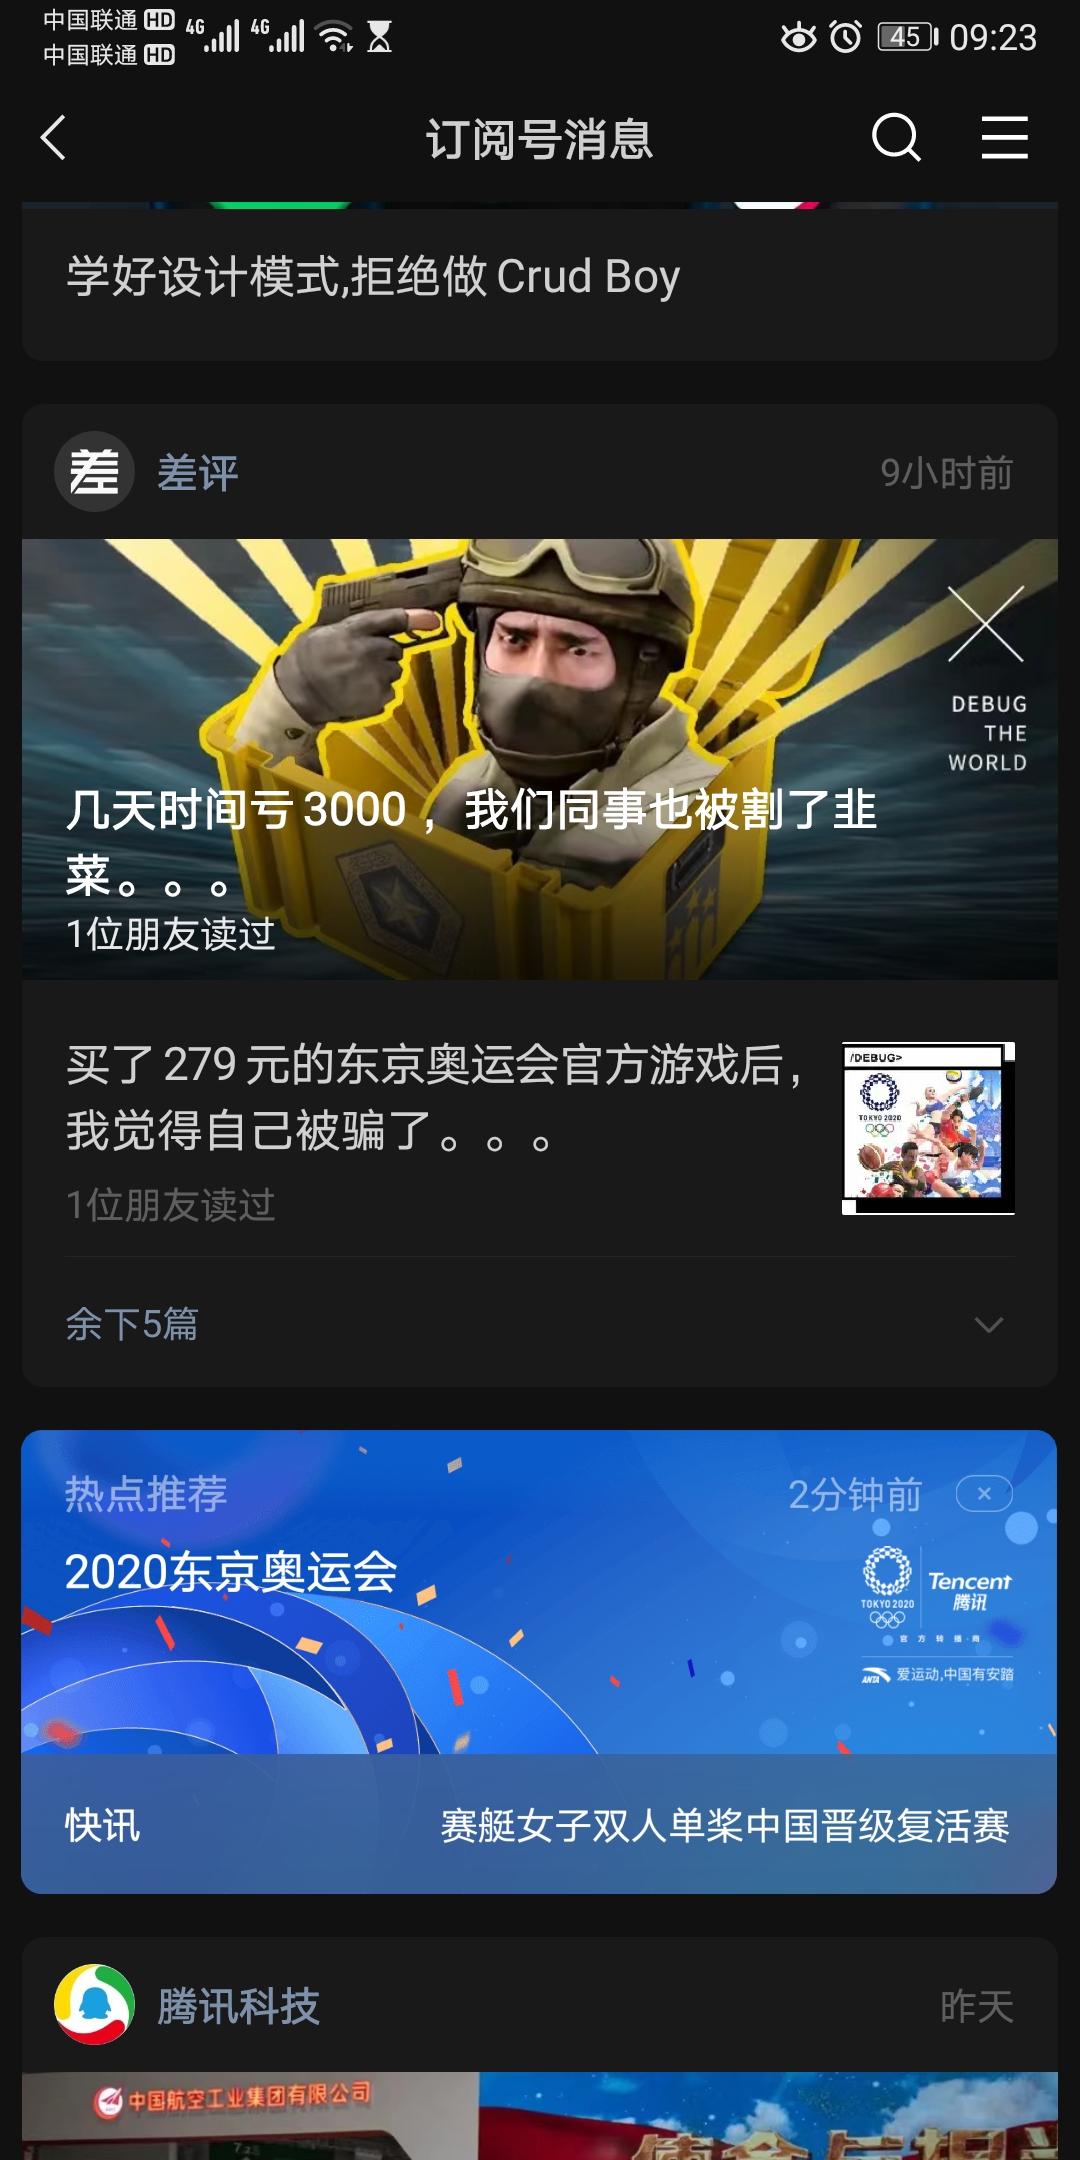 中国联通 HD 4G 4G 45 09:23
中国联通 HD
订阅号消息
学好设计模式,拒绝做 Crud Boy
差 差评 9小时前
DEBUG
THE
WORLD
几天时间亏 3000 ，我们同事也被割了韭
菜。。。
1位朋友读过
买了 279 元的东京奥运会官方游戏后，
我觉得自己被骗了。。。
1位朋友读过
/DEBUG>
TOKYO 2020
余下5篇
热点推荐 2分钟前
2020东京奥运会
Tencent
腾讯
TOKYO 2020
官方转播商
ANTA 爱运动,中国有安踏
快讯 赛艇女子双人单桨中国晋级复活赛
腾讯科技 昨天
中国航空工业集团有限公司